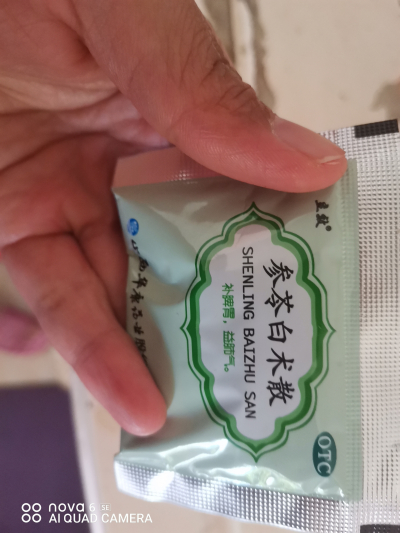 参苓白术散
SHENLING BAIZHU SAN
补脾胃，益肺气。
OTC
nova 6 SE
AI QUAD CAMERA